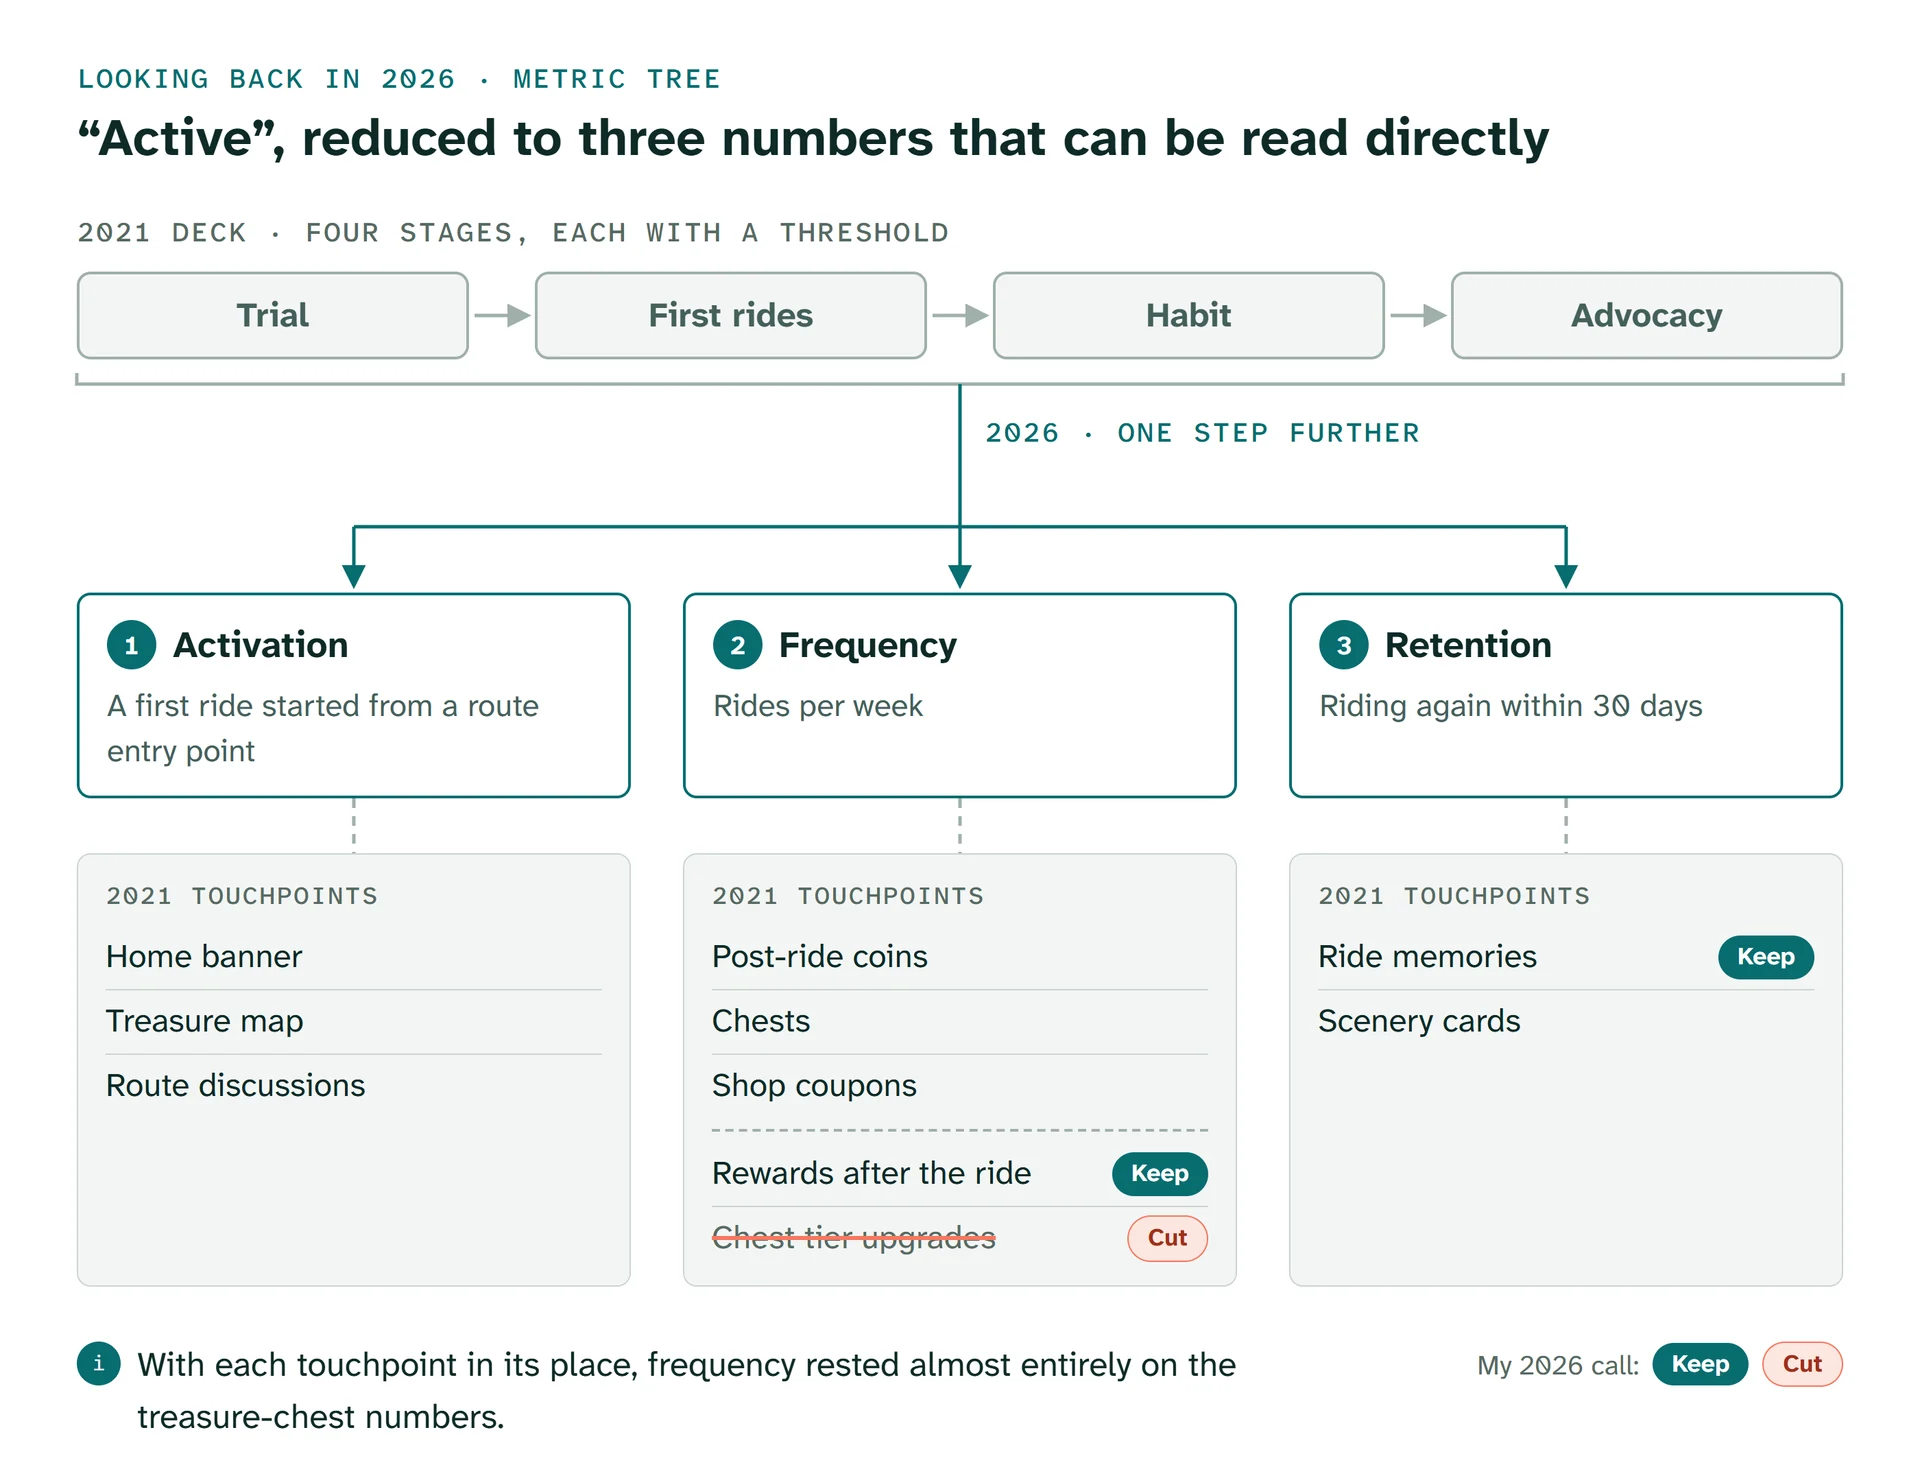 LOOKING BACK IN 2026 · METRIC TREE
“Active”, reduced to three numbers that can be read directly
2021 DECK · FOUR STAGES, EACH WITH A THRESHOLD
Trial
First rides
Habit
Advocacy
2026 · ONE STEP FURTHER
1 Activation
A first ride started from a route
entry point
2 Frequency
Rides per week
3 Retention
Riding again within 30 days
2021 TOUCHPOINTS
Home banner
Treasure map
Route discussions
2021 TOUCHPOINTS
Post-ride coins
Chests
Shop coupons
Rewards after the ride Keep
Chest tier upgrades Cut
2021 TOUCHPOINTS
Ride memories Keep
Scenery cards
i With each touchpoint in its place, frequency rested almost entirely on the
treasure-chest numbers.
My 2026 call: Keep Cut